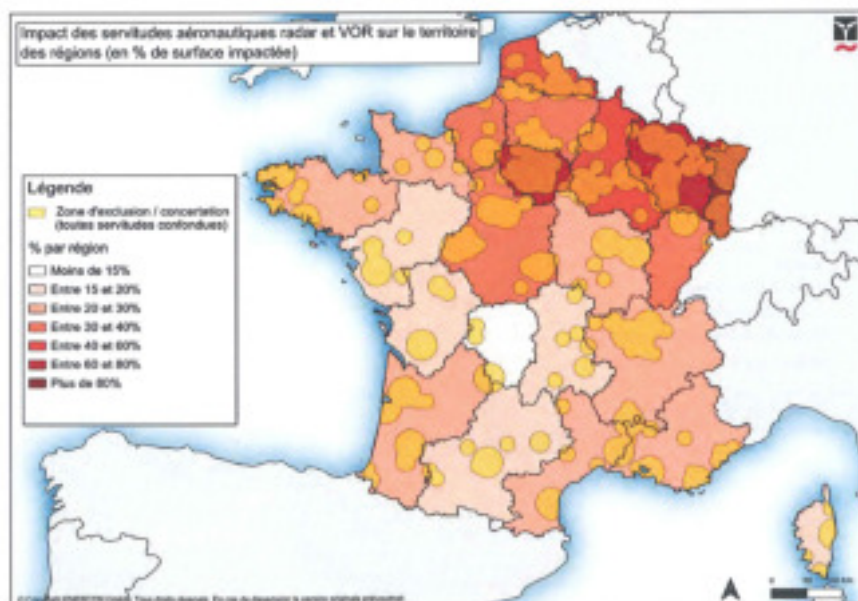 Impact des servitudes aéronautiques radar et VOR sur le territoire
des régions (en % de surface impactée)
Légende
Zone d'exclusion / concertation
(toutes servitudes confondues)
% par région
Moins de 15%
Entre 15 et 20%
Entre 20 et 30%
Entre 30 et 40%
Entre 40 et 60%
Entre 60 et 80%
Plus de 80%